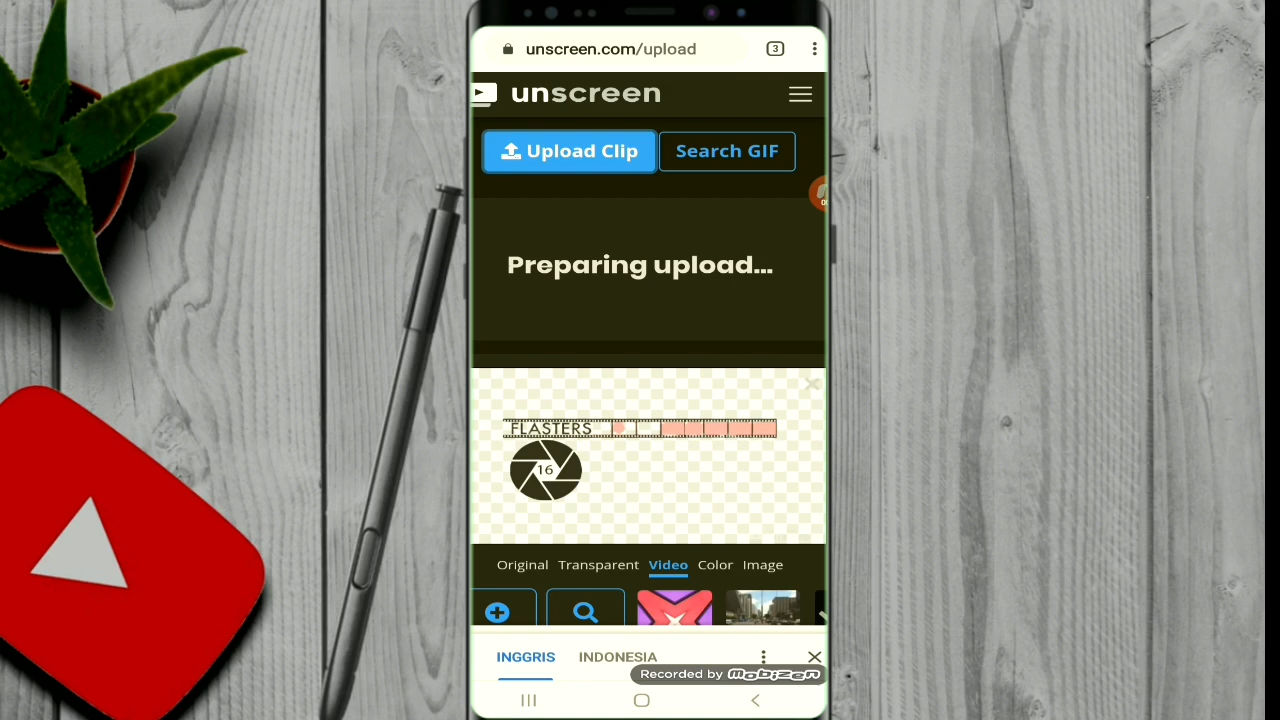 unscreen.com/upload
3
unscreen
Upload Clip
Search GIF
Preparing upload...
FLASTERS
16
Original Transparent Video Color Image
INGGRIS INDONESIA
Recorded by mobizen